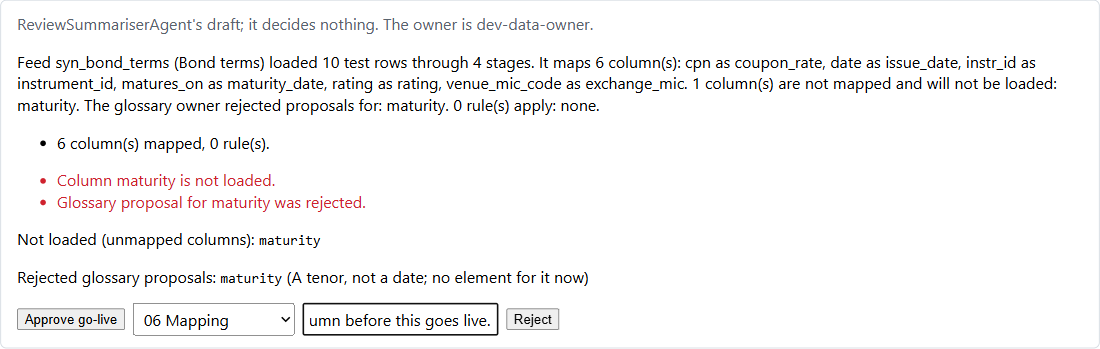 ReviewSummariserAgent's draft; it decides nothing. The owner is dev-data-owner.
Feed syn_bond_terms (Bond terms) loaded 10 test rows through 4 stages. It maps 6 column(s): cpn as coupon_rate, date as issue_date, instr_id as
instrument_id, matures_on as maturity_date, rating as rating, venue_mic_code as exchange_mic. 1 column(s) are not mapped and will not be loaded:
maturity. The glossary owner rejected proposals for: maturity. 0 rule(s) apply: none.
• 6 column(s) mapped, 0 rule(s).
• Column maturity is not loaded.
• Glossary proposal for maturity was rejected.
Not loaded (unmapped columns): maturity
Rejected glossary proposals: maturity (A tenor, not a date; no element for it now)
Approve go-live 06 Mapping umn before this goes live. Reject